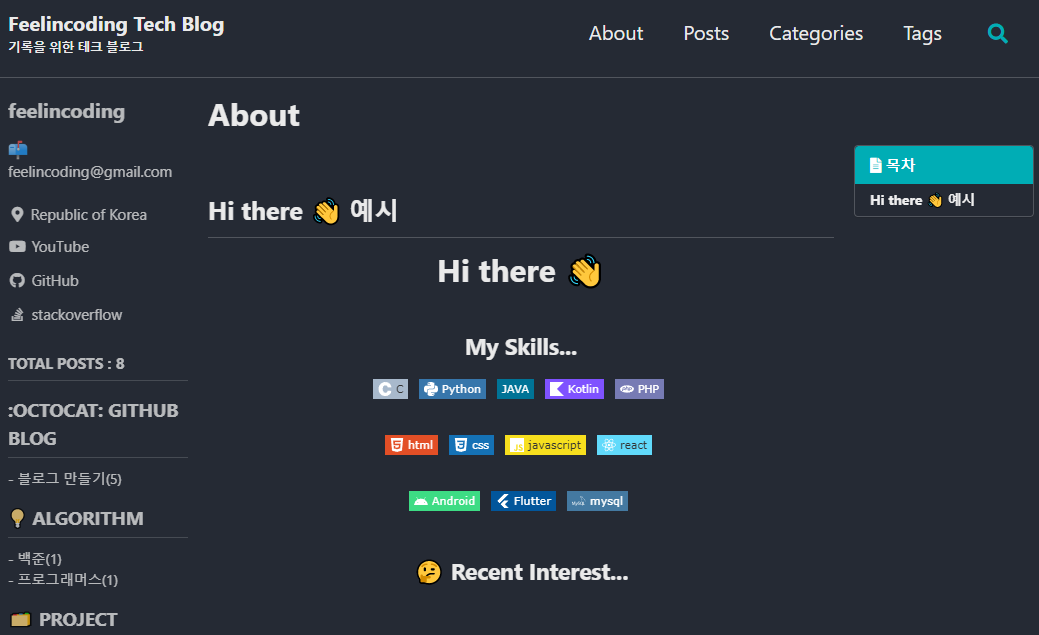 Feelincoding Tech Blog
기록을 위한 테크 블로그
About Posts Categories Tags
feelincoding
feelincoding@gmail.com
Republic of Korea
YouTube
GitHub
stackoverflow
TOTAL POSTS : 8
:OCTOCAT: GITHUB
BLOG
- 블로그 만들기(5)
ALGORITHM
- 백준(1)
- 프로그래머스(1)
PROJECT
About
Hi there 👋 예시
Hi there 👋
My Skills...
C Python JAVA Kotlin php PHP
html css JS javascript react
Android Flutter MySQL mysql
🤔 Recent Interest...
목차
Hi there 👋 예시